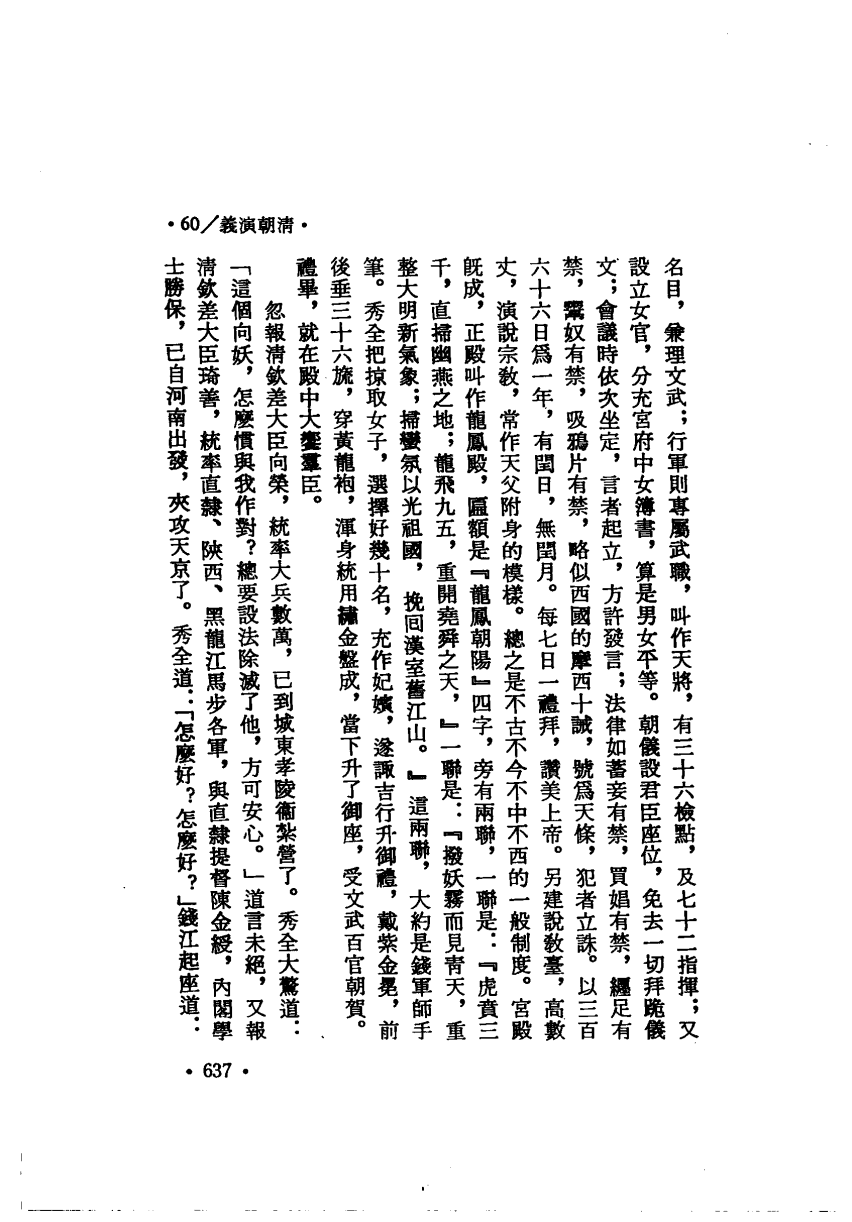 ·60／義演朝清·
名目，兼理文武；行軍則專屬武職，叫作天將，有三十六檢點，及七十二指揮；又
設立女官，分充宮府中女簿書，算是男女平等。朝儀設君臣座位，免去一切拜跪儀
文；會議時依次坐定，言者起立，方許發言；法律如蓄妾有禁，買娼有禁，纏足有
禁，鬻奴有禁，吸鴉片有禁，略似西國的摩西十誡，號爲天條，犯者立誅。以三百
六十六日爲一年，有閏日，無閏月。每七日一禮拜，讚美上帝。另建說敎臺，高數
丈，演說宗敎，常作天父附身的模樣。總之是不古不今不中不西的一般制度。宮殿
旣成，正殿叫作龍鳳殿，匾額是『龍鳳朝陽』四字，旁有兩聯，一聯是：『虎賁三
千，直掃幽燕之地；龍飛九五，重開堯舜之天，』一聯是：『撥妖霧而見靑天，重
整大明新氣象；掃蠻氛以光祖國，挽回漢室舊江山。』這兩聯，大約是錢軍師手
筆。秀全把掠取女子，選擇好幾十名，充作妃嬪，遂諏吉行升御禮，戴紫金冕，前
後垂三十六旒，穿黃龍袍，渾身統用繡金盤成，當下升了御座，受文武百官朝賀。
禮畢，就在殿中大饗羣臣。
忽報清欽差大臣向榮，統率大兵數萬，已到城東孝陵衞紮營了。秀全大驚道：
「這個向妖，怎麼慣與我作對？總要設法除滅了他，方可安心。」道言未絕，又報
清欽差大臣琦善，統率直隸、陝西、黑龍江馬步各軍，與直隸提督陳金綬，內閣學
士勝保，已自河南出發，夾攻天京了。秀全道：「怎麼好？怎麼好？」錢江起座道：
·637·